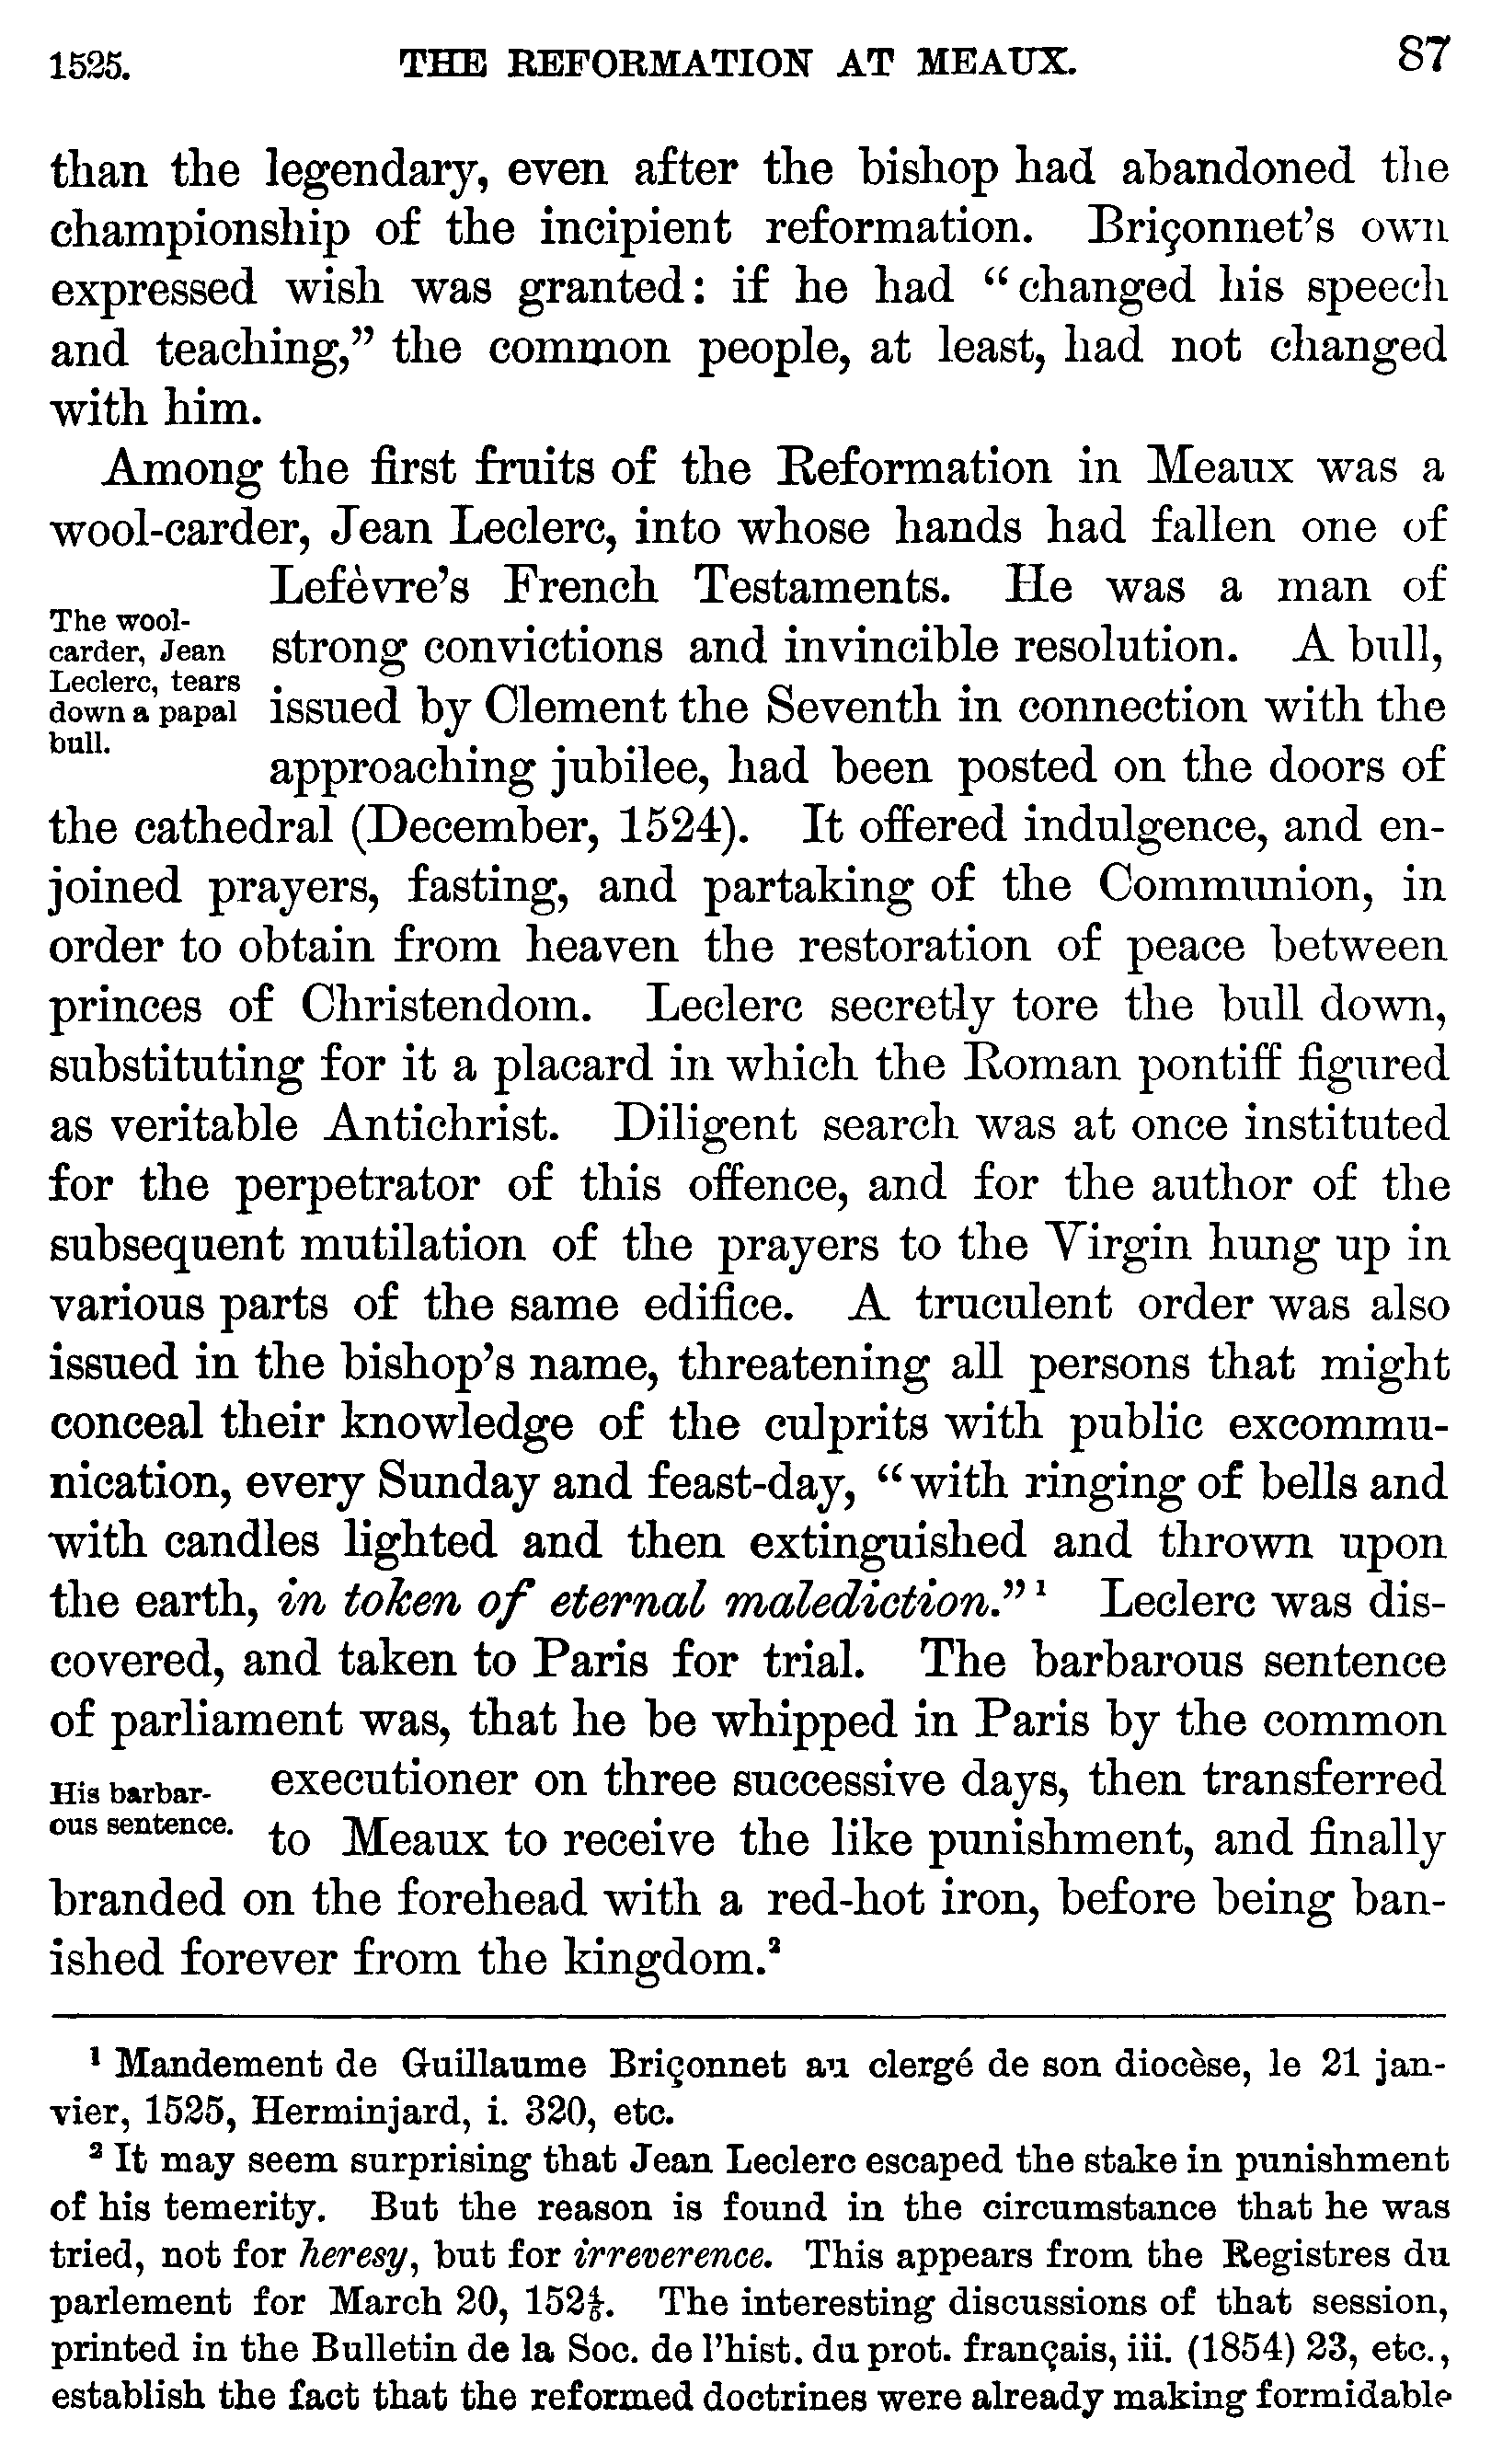 1525. THE REFORMATION AT MEAUX. 87
than the legendary, even after the bishop had abandoned the
championship of the incipient reformation. Briçonnet's own
expressed wish was granted: if he had "changed his speech
and teaching," the common people, at least, had not changed
with him.
Among the first fruits of the Reformation in Meaux was a
wool-carder, Jean Leclerc, into whose hands had fallen one of
The wool-
carder, Jean
Leclerc, tears
down a papal
bull.
Lefèvre's French Testaments. He was a man of
strong convictions and invincible resolution. A bull,
issued by Clement the Seventh in connection with the
approaching jubilee, had been posted on the doors of
the cathedral (December, 1524). It offered indulgence, and en-
joined prayers, fasting, and partaking of the Communion, in
order to obtain from heaven the restoration of peace between
princes of Christendom. Leclerc secretly tore the bull down,
substituting for it a placard in which the Roman pontiff figured
as veritable Antichrist. Diligent search was at once instituted
for the perpetrator of this offence, and for the author of the
subsequent mutilation of the prayers to the Virgin hung up in
various parts of the same edifice. A truculent order was also
issued in the bishop's name, threatening all persons that might
conceal their knowledge of the culprits with public excommu-
nication, every Sunday and feast-day, "with ringing of bells and
with candles lighted and then extinguished and thrown upon
the earth, in token of eternal malediction."¹ Leclerc was dis-
covered, and taken to Paris for trial. The barbarous sentence
of parliament was, that he be whipped in Paris by the common
His barbar-
ous sentence.
executioner on three successive days, then transferred
to Meaux to receive the like punishment, and finally
branded on the forehead with a red-hot iron, before being ban-
ished forever from the kingdom.²
¹ Mandement de Guillaume Briçonnet au clergé de son diocèse, le 21 jan-
vier, 1525, Herminjard, i. 320, etc.
² It may seem surprising that Jean Leclerc escaped the stake in punishment
of his temerity. But the reason is found in the circumstance that he was
tried, not for heresy, but for irreverence. This appears from the Registres du
parlement for March 20, 152⅘. The interesting discussions of that session,
printed in the Bulletin de la Soc. de l'hist. du prot. français, iii. (1854) 23, etc.,
establish the fact that the reformed doctrines were already making formidable